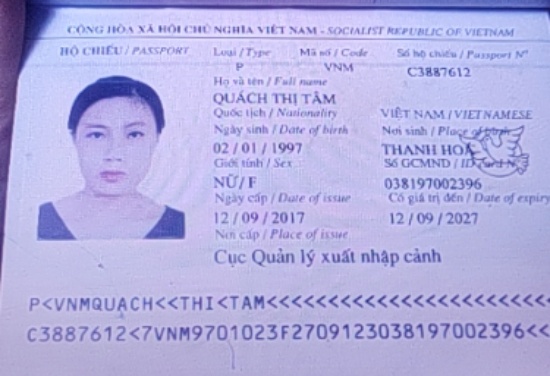 CỘNG HÒA XÃ HỘI CHỦ NGHĨA VIỆT NAM - SOCIALIST REPUBLIC OF VIETNAM
HỘ CHIẾU / PASSPORT Loại / Type Mã số / Code Số hộ chiếu / Passport Nº
P VNM C3887612
Họ và tên / Full name
QUÁCH THỊ TÂM
Quốc tịch / Nationality VIỆT NAM / VIETNAMESE
Ngày sinh / Date of birth Nơi sinh / Place of birth
02 / 01 / 1997 THANH HOÁ
Giới tính / Sex Số GCMND / ID card N
NỮ / F 038197002396
Ngày cấp / Date of issue Có giá trị đến / Date of expiry
12 / 09 / 2017 12 / 09 / 2027
Nơi cấp / Place of issue
Cục Quản lý xuất nhập cảnh
P<VNMQUACH<<THI<TAM<<<<<<<<<<<<<<<<<<<<<<<<<
C3887612<7VNM9701023F2709123038197002396<<